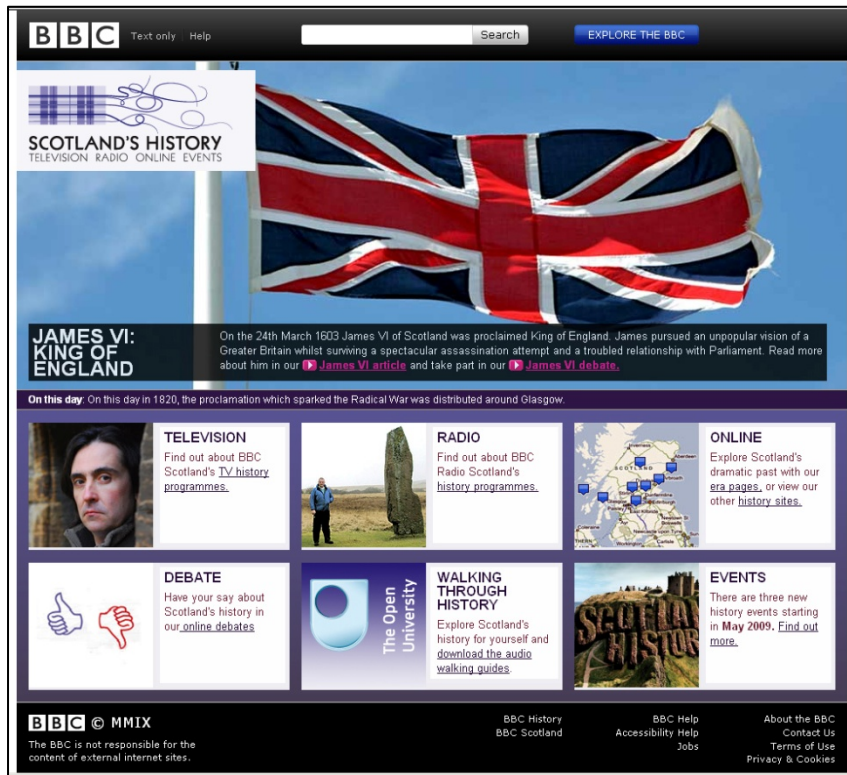 BBC Text only Help Search EXPLORE THE BBC
SCOTLAND'S HISTORY
TELEVISION RADIO ONLINE EVENTS
JAMES VI:
KING OF
ENGLAND
On the 24th March 1603 James VI of Scotland was proclaimed King of England. James pursued an unpopular vision of a
Greater Britain whilst surviving a spectacular assassination attempt and a troubled relationship with Parliament. Read more
about him in our James VI article and take part in our James VI debate.
On this day: On this day in 1820, the proclamation which sparked the Radical War was distributed around Glasgow.
TELEVISION
Find out about BBC
Scotland's TV history
programmes.
RADIO
Find out about BBC
Radio Scotland's
history programmes.
SCOTLAND
Inverness
Aberdeen
Edinburgh
Coleraine
Workington
Carlisle
ONLINE
Explore Scotland's
dramatic past with our
era pages, or view our
other history sites.
DEBATE
Have your say about
Scotland's history in
our online debates
The Open
University
WALKING
THROUGH
HISTORY
Explore Scotland's
history for yourself and
download the audio
walking guides.
SCOTLAN
HISTOR
EVENTS
There are three new
history events starting
in May 2009. Find out
more.
BBC © MMIX
The BBC is not responsible for the
content of external internet sites.
BBC History
BBC Scotland
BBC Help
Accessibility Help
Jobs
About the BBC
Contact Us
Terms of Use
Privacy & Cookies